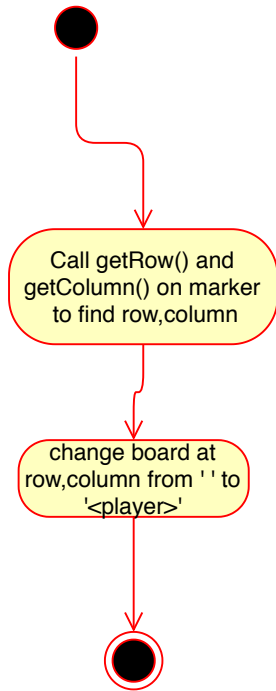 Call getRow() and
getColumn() on marker
to find row,column
change board at
row,column from ' ' to
'<player>'